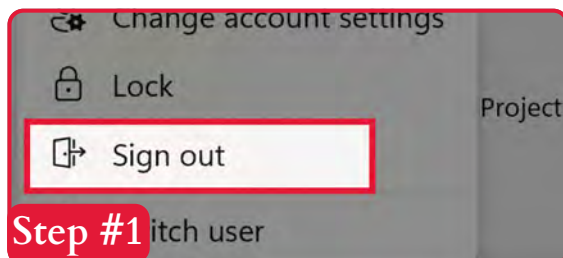 Change account settings
Lock
Project
Sign out
Step #1
itch user